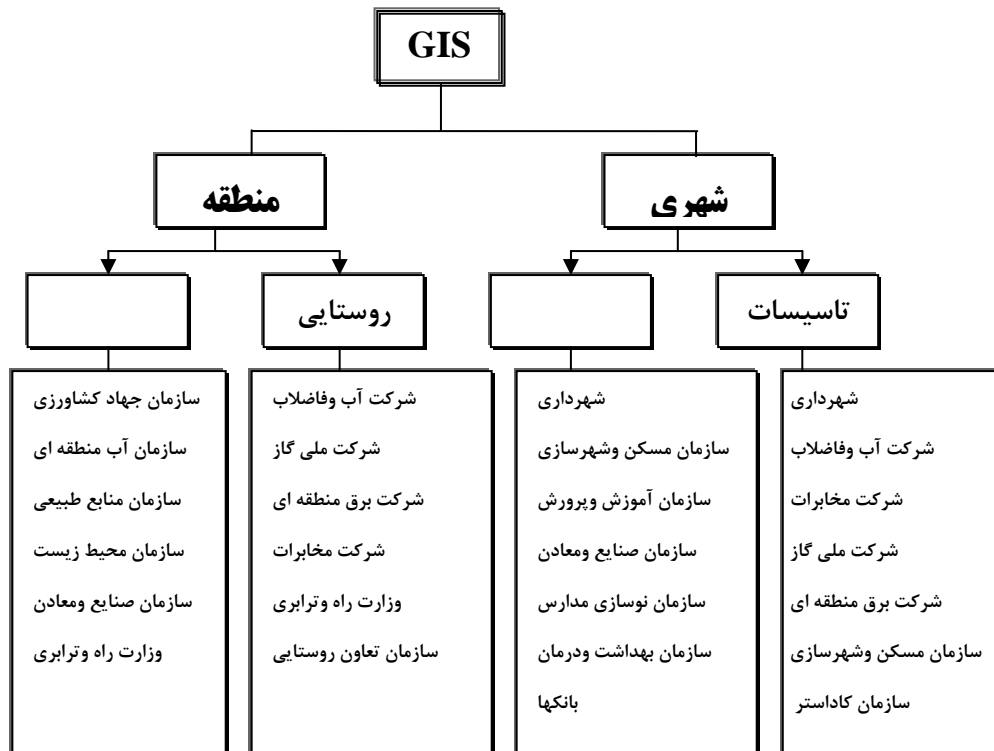 GIS
شهری
منطقه
تاسیسات
روستایی
شهرداری
شرکت آب وفاضلاب
شرکت مخابرات
شرکت ملی گاز
شرکت برق منطقه ای
سازمان مسکن وشهرسازی
سازمان کاداستر
شهرداری
سازمان مسکن وشهرسازی
سازمان آموزش وپرورش
سازمان صنایع ومعادن
سازمان نوسازی مدارس
سازمان بهداشت ودرمان
بانکها
شرکت آب وفاضلاب
شرکت ملی گاز
شرکت برق منطقه ای
شرکت مخابرات
وزارت راه وترابری
سازمان تعاون روستایی
سازمان جهاد کشاورزی
سازمان آب منطقه ای
سازمان منابع طبیعی
سازمان محیط زیست
سازمان صنایع ومعادن
وزارت راه وترابری